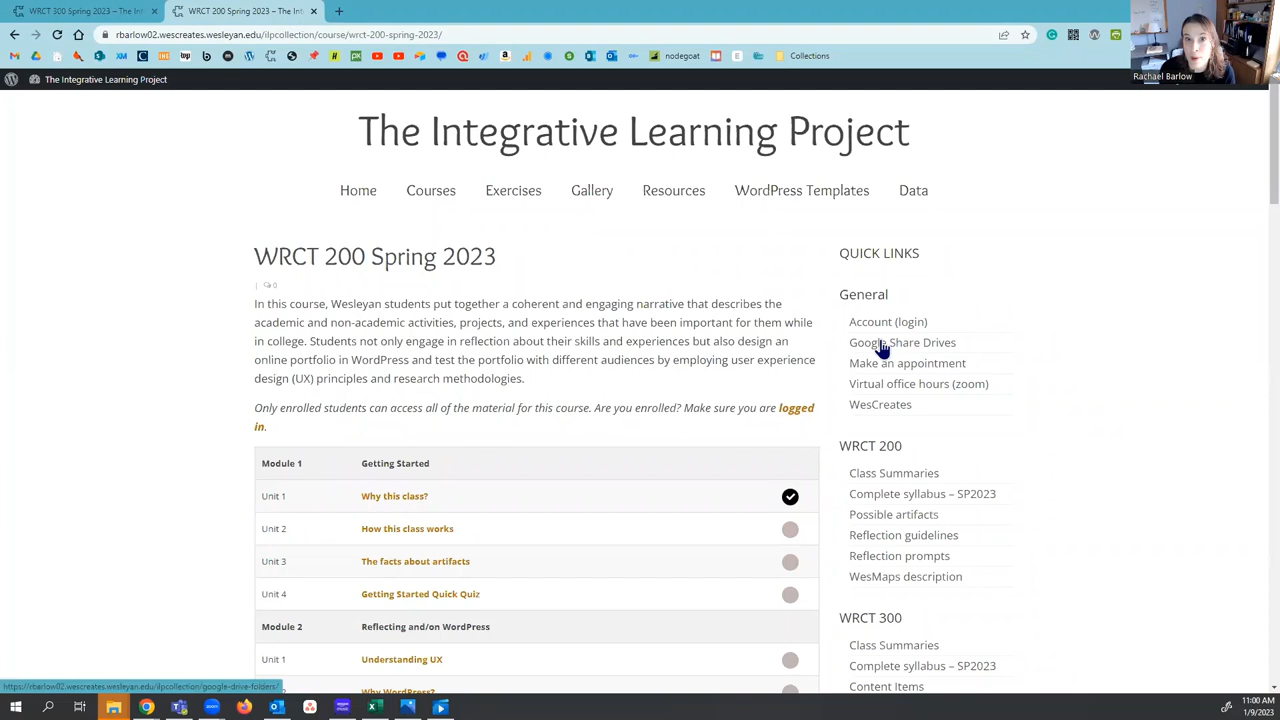 WRCT 300 Spring 2023 – The Int
WRCT 200 Spring 2023 – The Int
rbarlow02.wescreates.wesleyan.edu/ilpcollection/course/wrct-200-spring-2023/
nodegoat
Collections
Rachael Barlow
The Integrative Learning Project
The Integrative Learning Project
Home Courses Exercises Gallery Resources WordPress Templates Data
WRCT 200 Spring 2023
| 0
In this course, Wesleyan students put together a coherent and engaging narrative that describes the
academic and non-academic activities, projects, and experiences that have been important for them while
in college. Students not only engage in reflection about their skills and experiences but also design an
online portfolio in WordPress and test the portfolio with different audiences by employing user experience
design (UX) principles and research methodologies.
Only enrolled students can access all of the material for this course. Are you enrolled? Make sure you are logged
in.
Module 1 Getting Started
Unit 1 Why this class?
Unit 2 How this class works
Unit 3 The facts about artifacts
Unit 4 Getting Started Quick Quiz
Module 2 Reflecting and/on WordPress
Unit 1 Understanding UX
Why WordPress?
QUICK LINKS
General
Account (login)
Google Share Drives
Make an appointment
Virtual office hours (zoom)
WesCreates
WRCT 200
Class Summaries
Complete syllabus – SP2023
Possible artifacts
Reflection guidelines
Reflection prompts
WesMaps description
WRCT 300
Class Summaries
Complete syllabus – SP2023
Content Items
https://rbarlow02.wescreates.wesleyan.edu/ilpcollection/google-drive-folders/
11:00 AM
1/9/2023